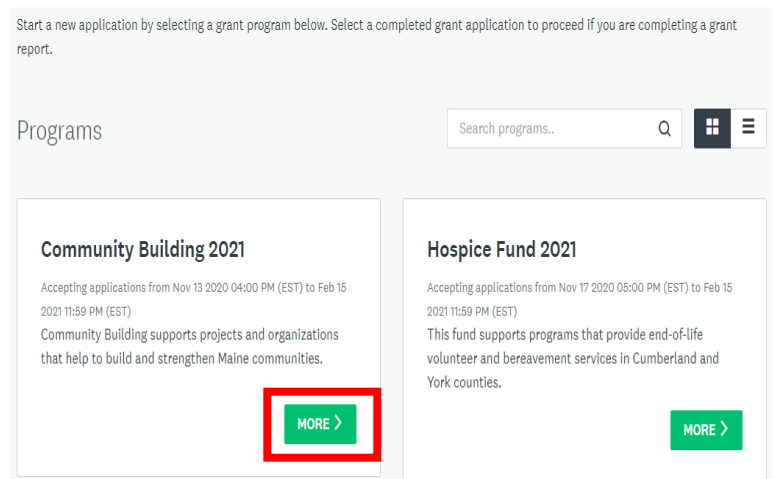 Start a new application by selecting a grant program below. Select a completed grant application to proceed if you are completing a grant
report.
Programs
Search programs..
Community Building 2021
Accepting applications from Nov 13 2020 04:00 PM (EST) to Feb 15
2021 11:59 PM (EST)
Community Building supports projects and organizations
that help to build and strengthen Maine communities.
MORE >
Hospice Fund 2021
Accepting applications from Nov 17 2020 05:00 PM (EST) to Feb 15
2021 11:59 PM (EST)
This fund supports programs that provide end-of-life
volunteer and bereavement services in Cumberland and
York counties.
MORE >